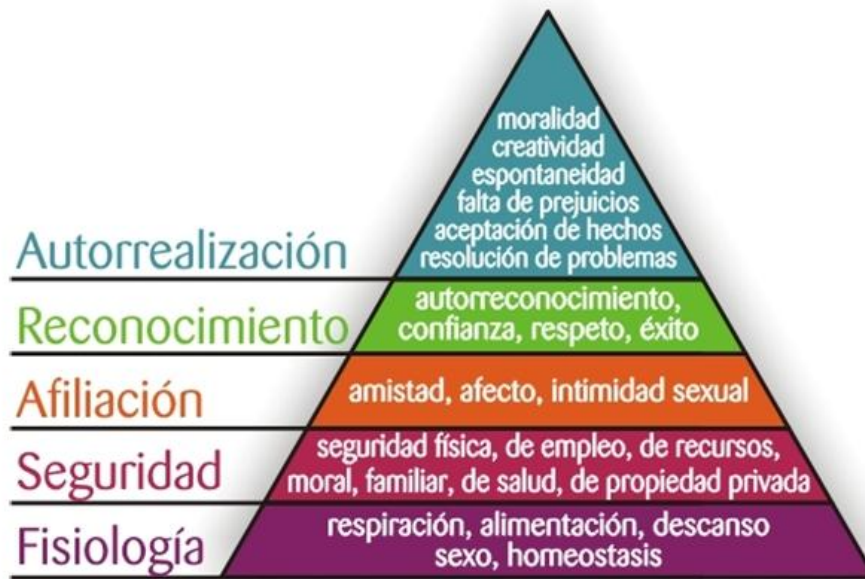 moralidad
creatividad
espontaneidad
falta de prejuicios
aceptación de hechos
resolución de problemas
Autorrealización
autorreconocimiento,
confianza, respeto, éxito
Reconocimiento
amistad, afecto, intimidad sexual
Afiliación
seguridad física, de empleo, de recursos,
moral, familiar, de salud, de propiedad privada
Seguridad
respiración, alimentación, descanso
sexo, homeostasis
Fisiología